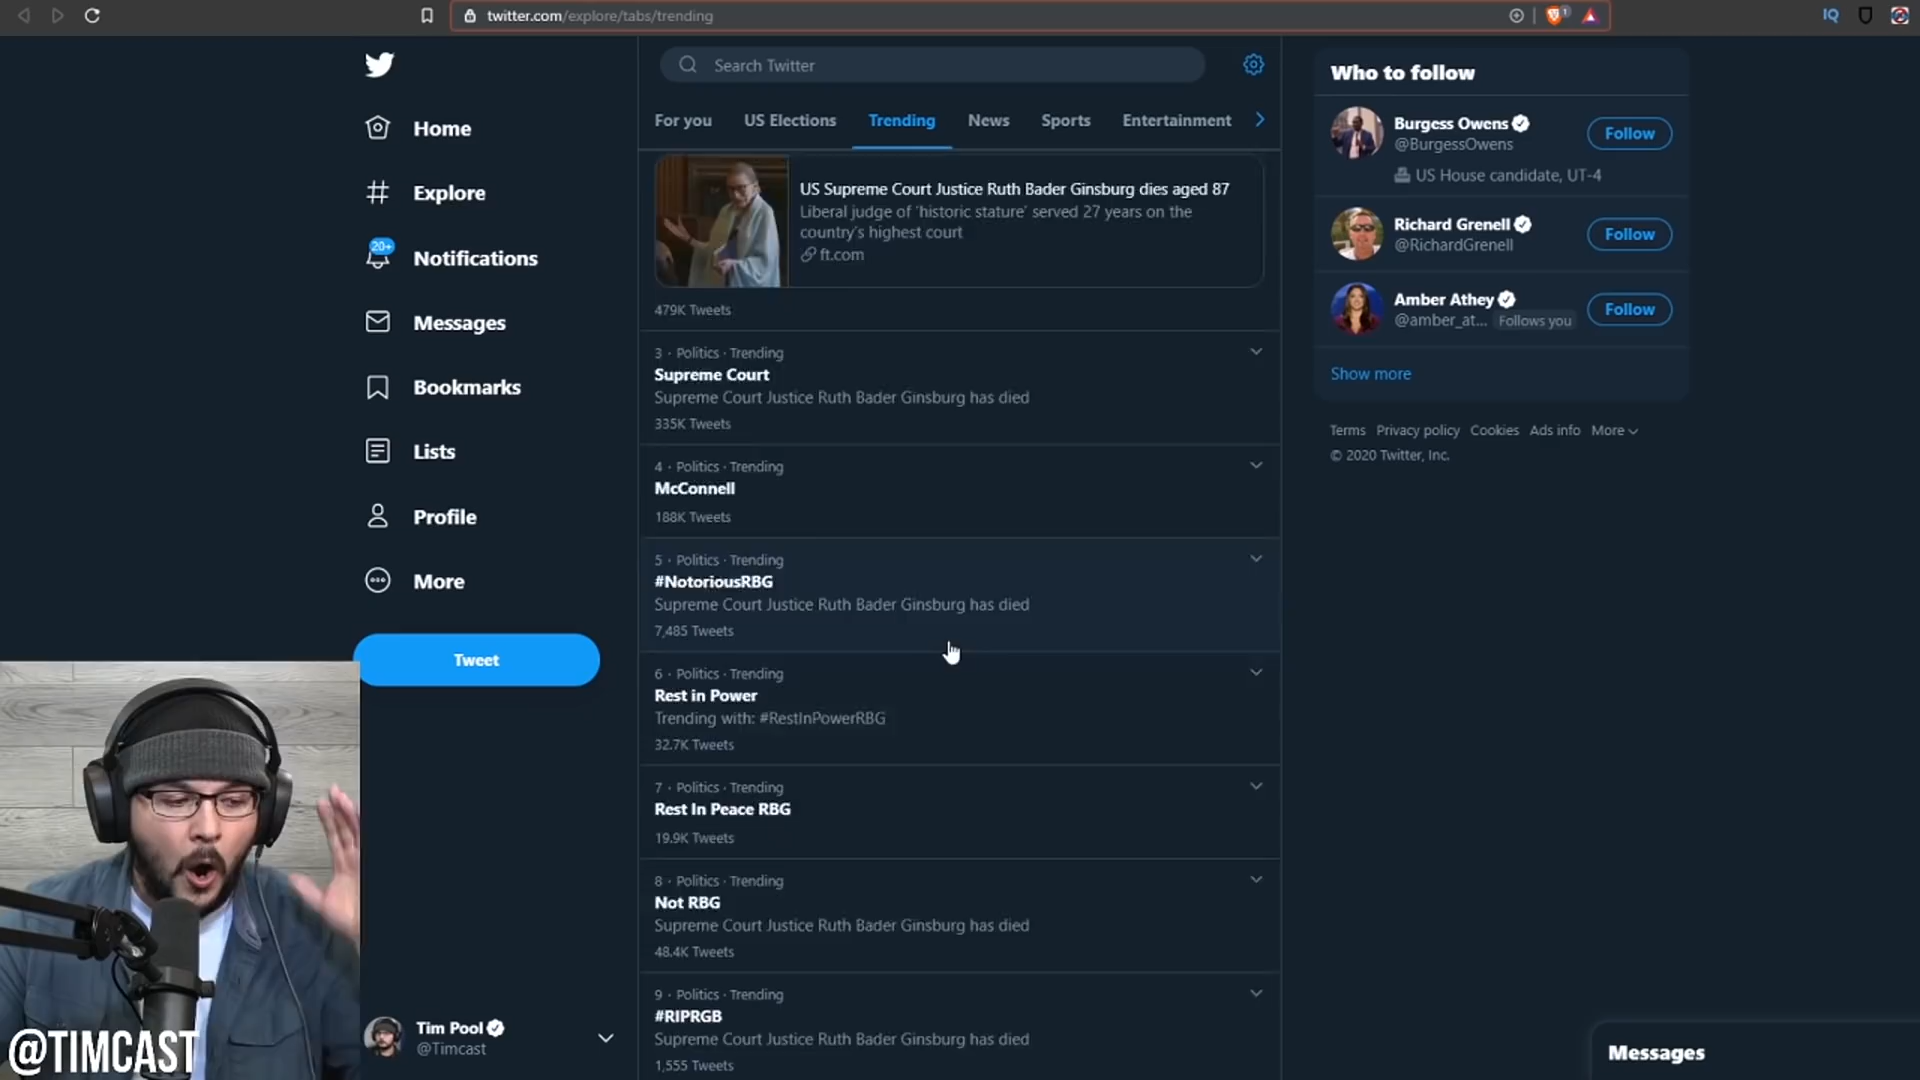 twitter.com/explore/tabs/trending
1
IQ
Home
Explore
20+
Notifications
Messages
Bookmarks
Lists
Profile
More
Tweet
Tim Pool
@Timcast
@TIMCAST
Search Twitter
For you
US Elections
Trending
News
Sports
Entertainment
US Supreme Court Justice Ruth Bader Ginsburg dies aged 87
Liberal judge of ‘historic stature’ served 27 years on the
country’s highest court
ft.com
479K Tweets
3 · Politics · Trending
Supreme Court
Supreme Court Justice Ruth Bader Ginsburg has died
335K Tweets
4 · Politics · Trending
McConnell
188K Tweets
5 · Politics · Trending
#NotoriousRBG
Supreme Court Justice Ruth Bader Ginsburg has died
7,485 Tweets
6 · Politics · Trending
Rest in Power
Trending with: #RestInPowerRBG
32.7K Tweets
7 · Politics · Trending
Rest In Peace RBG
19.9K Tweets
8 · Politics · Trending
Not RBG
Supreme Court Justice Ruth Bader Ginsburg has died
48.4K Tweets
9 · Politics · Trending
#RIPRGB
Supreme Court Justice Ruth Bader Ginsburg has died
1,555 Tweets
Who to follow
Burgess Owens
@BurgessOwens
US House candidate, UT-4
Follow
Richard Grenell
@RichardGrenell
Follow
Amber Athey
@amber_at... Follows you
Follow
Show more
Terms Privacy policy Cookies Ads info More
© 2020 Twitter, Inc.
Messages